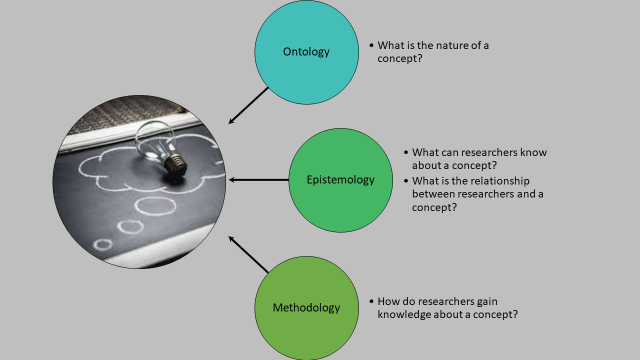 Ontology
• What is the nature of a
concept?
Epistemology
• What can researchers know
about a concept?
• What is the relationship
between researchers and a
concept?
Methodology
• How do researchers gain
knowledge about a concept?